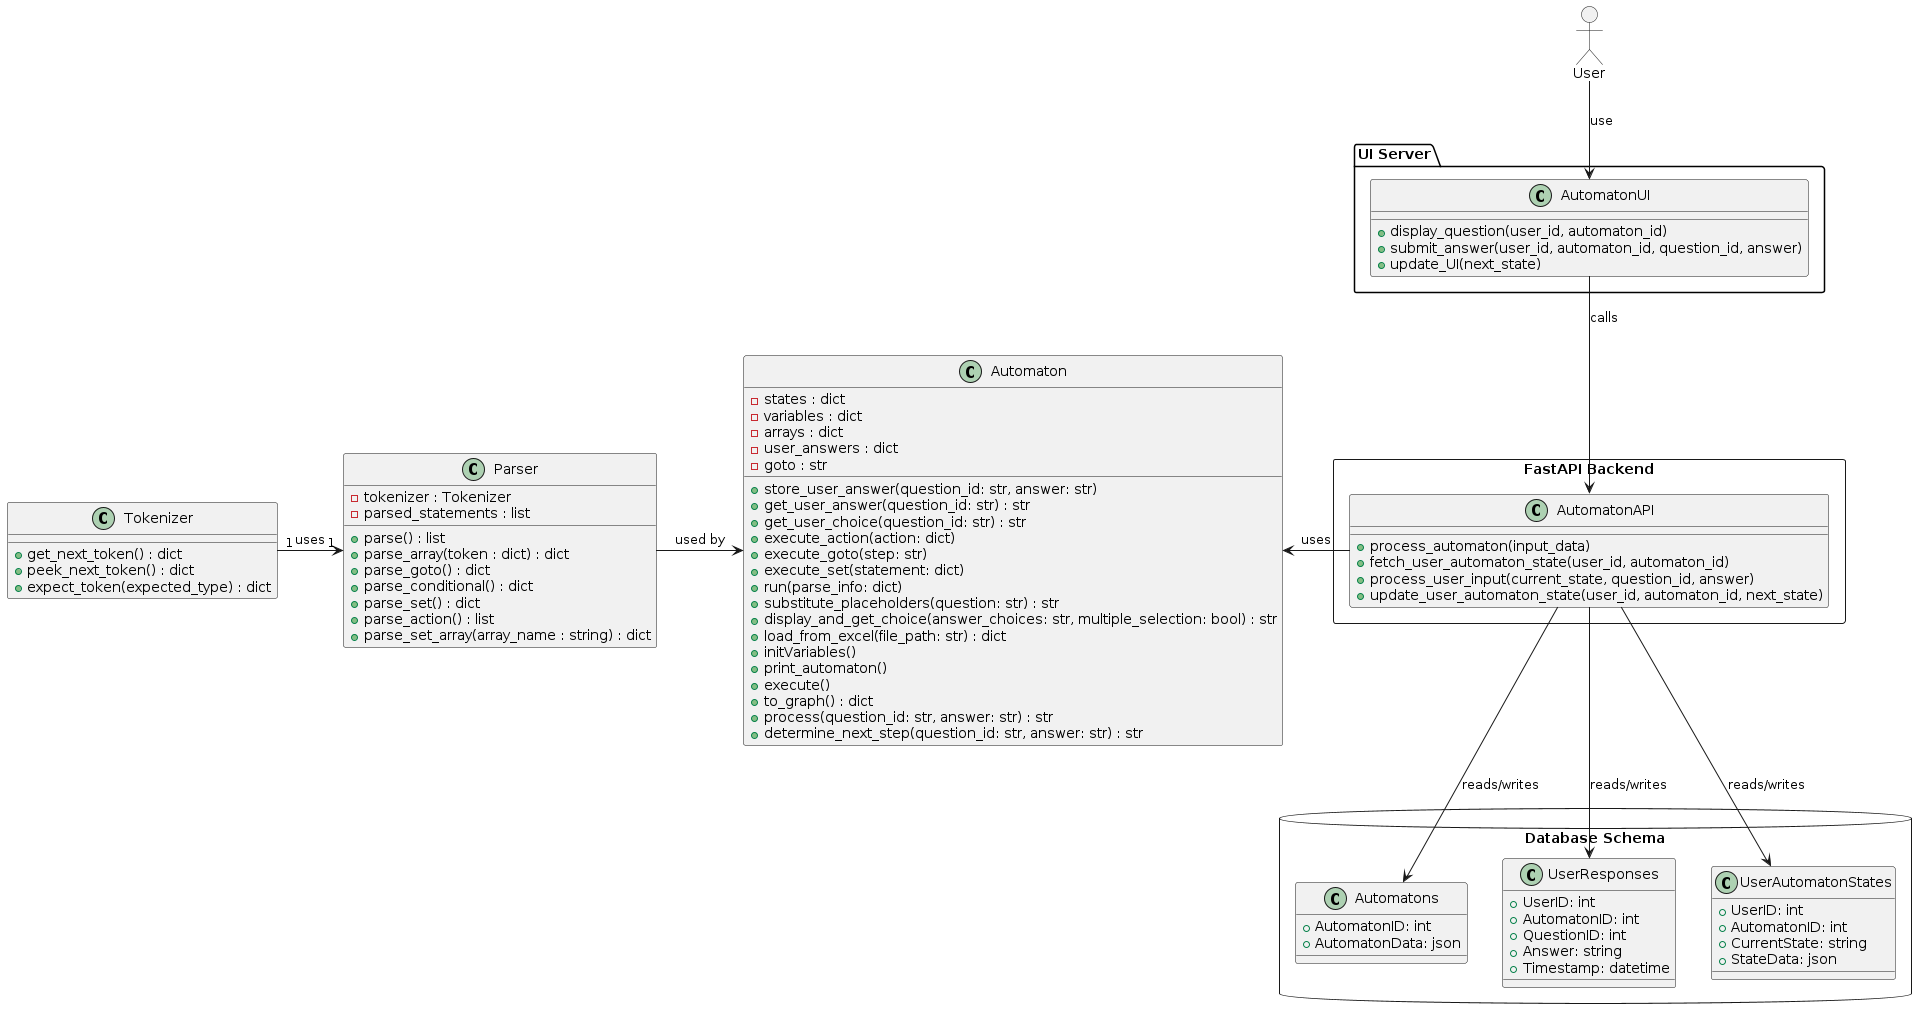 User
use
UI Server
C AutomatonUI
display_question(user_id, automaton_id)
submit_answer(user_id, automaton_id, question_id, answer)
update_UI(next_state)
calls
C Automaton
states : dict
variables : dict
arrays : dict
user_answers : dict
goto : str
store_user_answer(question_id: str, answer: str)
get_user_answer(question_id: str) : str
get_user_choice(question_id: str) : str
execute_action(action: dict)
execute_goto(step: str)
execute_set(statement: dict)
run(parse_info: dict)
substitute_placeholders(question: str) : str
display_and_get_choice(answer_choices: str, multiple_selection: bool) : str
load_from_excel(file_path: str) : dict
initVariables()
print_automaton()
execute()
to_graph() : dict
process(question_id: str, answer: str) : str
determine_next_step(question_id: str, answer: str) : str
C Parser
tokenizer : Tokenizer
parsed_statements : list
parse() : list
parse_array(token : dict) : dict
parse_goto() : dict
parse_conditional() : dict
parse_set() : dict
parse_action() : list
parse_set_array(array_name : string) : dict
used by
C Tokenizer
get_next_token() : dict
peek_next_token() : dict
expect_token(expected_type) : dict
1 uses 1
uses
FastAPI Backend
C AutomatonAPI
process_automaton(input_data)
fetch_user_automaton_state(user_id, automaton_id)
process_user_input(current_state, question_id, answer)
update_user_automaton_state(user_id, automaton_id, next_state)
reads/writes
reads/writes
reads/writes
Database Schema
C Automatons
AutomatonID: int
AutomatonData: json
C UserResponses
UserID: int
AutomatonID: int
QuestionID: int
Answer: string
Timestamp: datetime
C UserAutomatonStates
UserID: int
AutomatonID: int
CurrentState: string
StateData: json